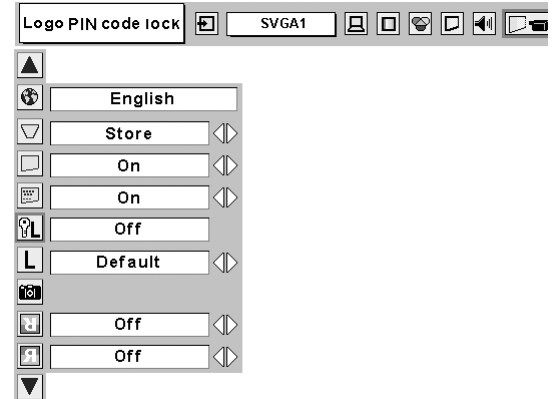 Logo PIN code lock SVGA1
English
Store
On
On
L Off
L Default
Off
Off